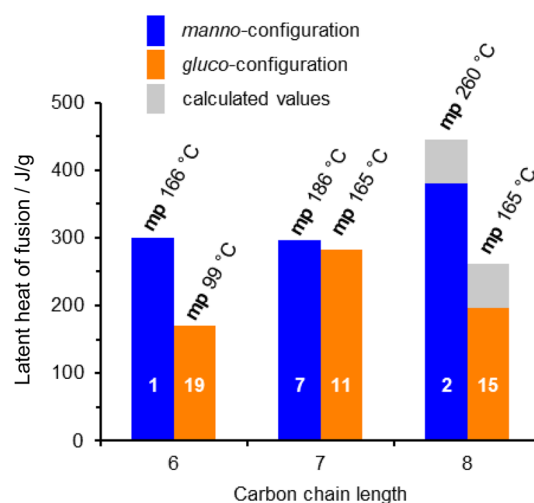 manno-configuration
gluco-configuration
calculated values
Latent heat of fusion / J/g
500
400
300
200
100
0
mp 166 °C
mp 99 °C
mp 186 °C
mp 165 °C
mp 260 °C
mp 165 °C
1
19
7
11
2
15
6
7
8
Carbon chain length